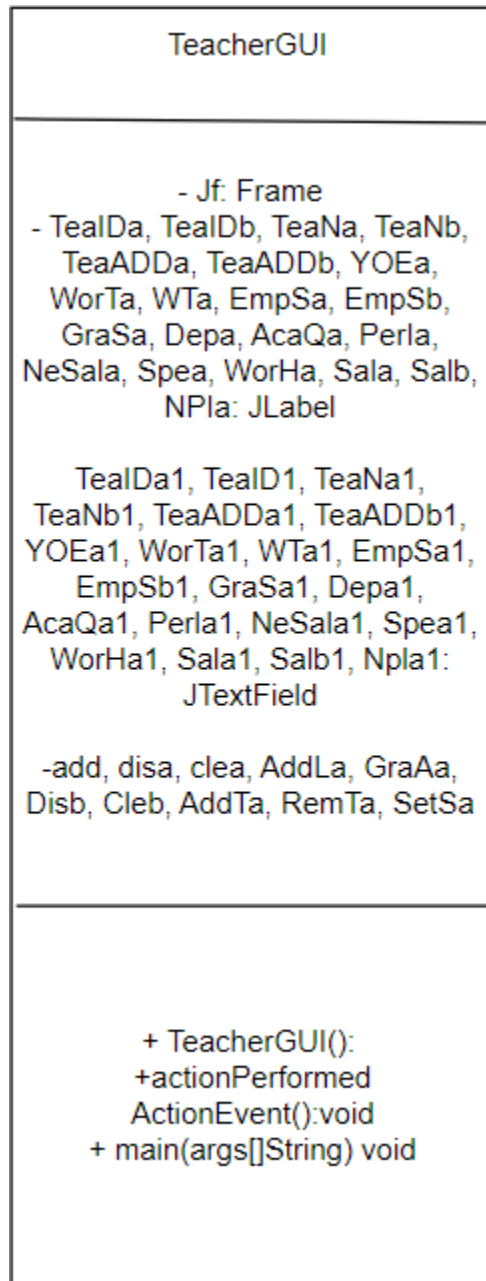 TeacherGUI
- Jf: Frame
- TeaIDa, TeaIDb, TeaNa, TeaNb,
TeaADDa, TeaADDb, YOEa,
WorTa, WTa, EmpSa, EmpSb,
GraSa, Depa, AcaQa, Perla,
NeSala, Spea, WorHa, Sala, Salb,
NPla: JLabel
TeaIDa1, TeaID1, TeaNa1,
TeaNb1, TeaADDa1, TeaADDb1,
YOEa1, WorTa1, WTa1, EmpSa1,
EmpSb1, GraSa1, Depa1,
AcaQa1, Perla1, NeSala1, Spea1,
WorHa1, Sala1, Salb1, Npla1:
JTextField
-add, disa, clea, AddLa, GraAa,
Disb, Cleb, AddTa, RemTa, SetSa
+ TeacherGUI():
+actionPerformed
ActionEvent():void
+ main(args[]String) void